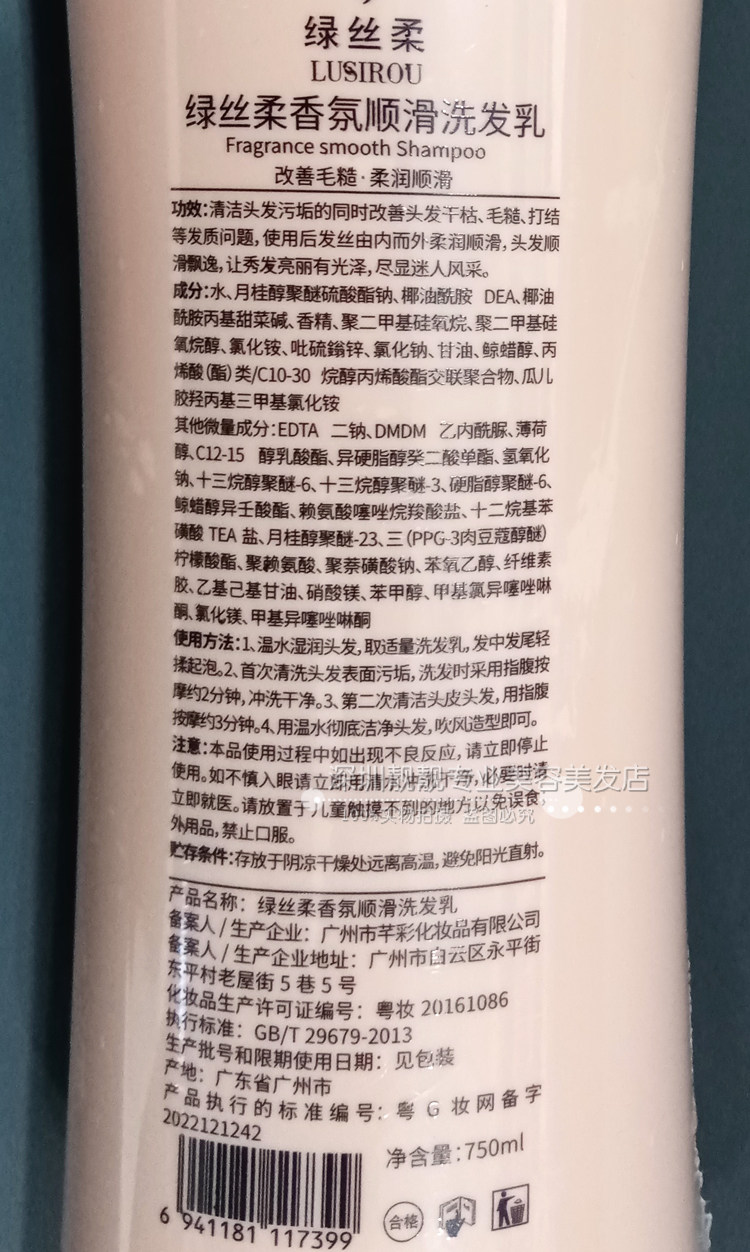 绿丝柔
LUSIROU
绿丝柔香氛顺滑洗发乳
Fragrance smooth Shampoo
改善毛糙·柔润顺滑
功效:清洁头发污垢的同时改善头发干枯、毛糙、打结
等发质问题,使用后发丝由内而外柔润顺滑,头发顺
滑飘逸,让秀发亮丽有光泽,尽显迷人风采。
成分:水、月桂醇聚醚硫酸酯钠、椰油酰胺 DEA、椰油
酰胺丙基甜菜碱、香精、聚二甲基硅氧烷、聚二甲基硅
氧烷醇、氯化铵、吡硫鎓锌、氯化钠、甘油、鲸蜡醇、丙
烯酸(酯)类/C10-30 烷醇丙烯酸酯交联聚合物、瓜儿
胶羟丙基三甲基氯化铵
其他微量成分:EDTA 二钠、DMDM 乙内酰脲、薄荷
醇、C12-15 醇乳酸酯、异硬脂醇癸二酸单酯、氢氧化
钠、十三烷醇聚醚-6、十三烷醇聚醚-3、硬脂醇聚醚-6、
鲸蜡醇异壬酸酯、赖氨酸噻唑烷羧酸盐、十二烷基苯
磺酸 TEA 盐、月桂醇聚醚-23、三(PPG-3肉豆蔻醇醚)
柠檬酸酯、聚赖氨酸、聚萘磺酸钠、苯氧乙醇、纤维素
胶、乙基己基甘油、硝酸镁、苯甲醇、甲基氯异噻唑啉
酮、氯化镁、甲基异噻唑啉酮
使用方法:1、温水湿润头发,取适量洗发乳,发中发尾轻
揉起泡。2、首次清洗头发表面污垢,洗发时采用指腹按
摩约2分钟,冲洗干净。3、第二次清洁头皮头发,用指腹
按摩约3分钟。4、用温水彻底洁净头发,吹风造型即可。
注意:本品使用过程中如出现不良反应,请立即停止
使用。如不慎入眼请立即用清水冲洗干净,必要时请
深圳靓靓专业美容美发店
立即就医。请放置于儿童触摸不到的地方以免误食,
100%实物拍摄 盗图必究
外用品,禁止口服。
贮存条件:存放于阴凉干燥处远离高温,避免阳光直射。
产品名称: 绿丝柔香氛顺滑洗发乳
备案人/生产企业: 广州市芊彩化妆品有限公司
备案人/生产企业地址: 广州市白云区永平街
东平村老屋街5巷5号
化妆品生产许可证编号: 粤妆 20161086
执行标准: GB/T 29679-2013
生产批号和限期使用日期: 见包装
产地: 广东省广州市
产品执行的标准编号: 粤G妆网备字
2022121242
净含量:750ml
合格
6 941181 117399